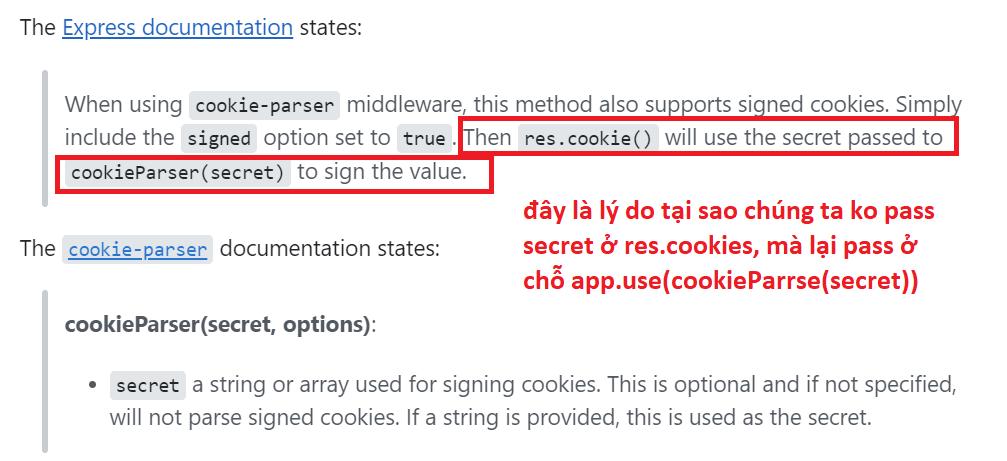 The Express documentation states:
When using cookie-parser middleware, this method also supports signed cookies. Simply
include the signed option set to true. Then res.cookie() will use the secret passed to
cookieParser(secret) to sign the value.
đây là lý do tại sao chúng ta ko pass
secret ở res.cookies, mà lại pass ở
chỗ app.use(cookieParrse(secret))
The cookie-parser documentation states:
cookieParser(secret, options):
• secret a string or array used for signing cookies. This is optional and if not specified,
will not parse signed cookies. If a string is provided, this is used as the secret.